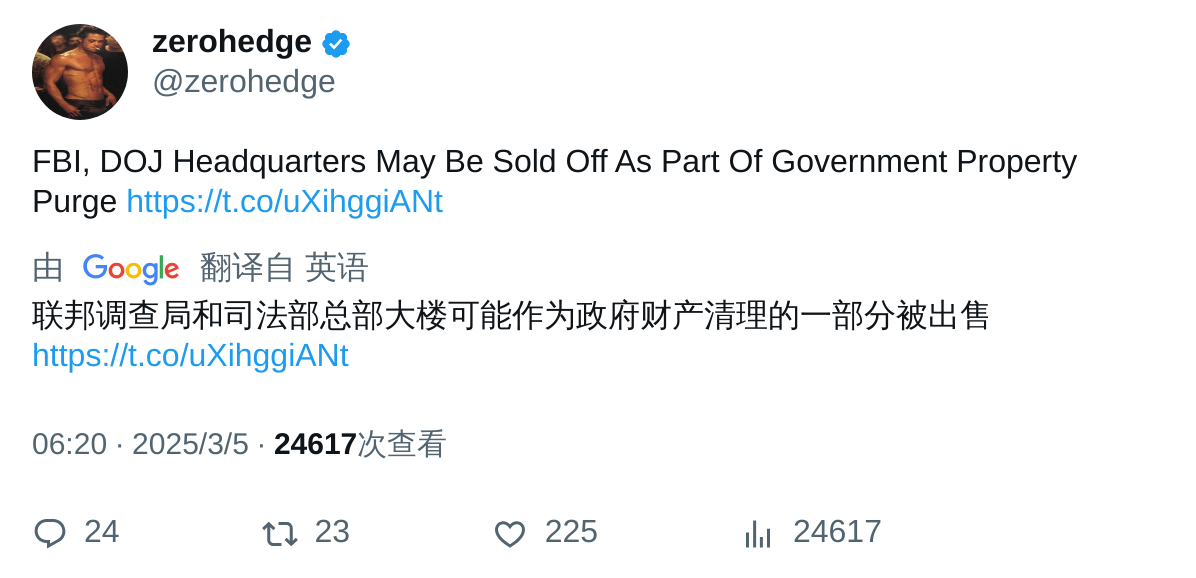 zerohedge
@zerohedge
FBI, DOJ Headquarters May Be Sold Off As Part Of Government Property
Purge https://t.co/uXihggiANt
由 Google 翻译自 英语
联邦调查局和司法部总部大楼可能作为政府财产清理的一部分被出售
https://t.co/uXihggiANt
06:20 · 2025/3/5 · 24617次查看
24 23 225 24617